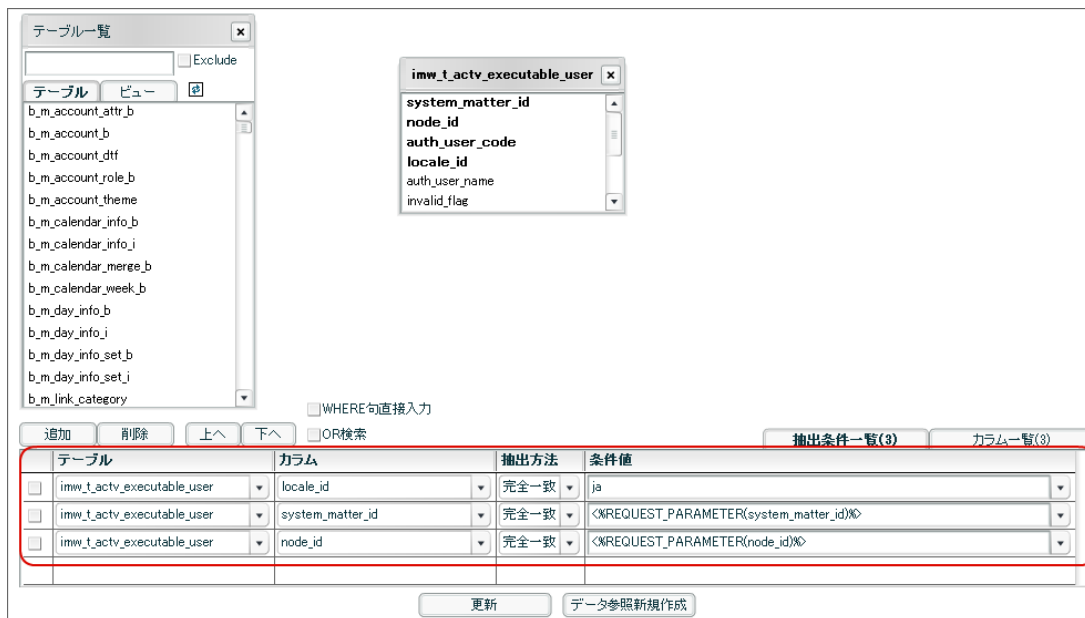 テーブル一覧
Exclude
テーブル ビュー
b_m_account_attr_b
b_m_account_b
b_m_account_dtf
b_m_account_role_b
b_m_account_theme
b_m_calendar_info_b
b_m_calendar_info_i
b_m_calendar_merge_b
b_m_calendar_week_b
b_m_day_info_b
b_m_day_info_i
b_m_day_info_set_b
b_m_day_info_set_i
b_m_link_category
imw_t_actv_executable_user
system_matter_id
node_id
auth_user_code
locale_id
auth_user_name
invalid_flag
WHERE句直接入力
追加 削除 上へ 下へ OR検索 抽出条件一覧(3) カラム一覧(3)
テーブル カラム 抽出方法 条件値
imw_t_actv_executable_user locale_id 完全一致 ja
imw_t_actv_executable_user system_matter_id 完全一致 <%REQUEST_PARAMETER(system_matter_id)%>
imw_t_actv_executable_user node_id 完全一致 <%REQUEST_PARAMETER(node_id)%>
更新 データ参照新規作成